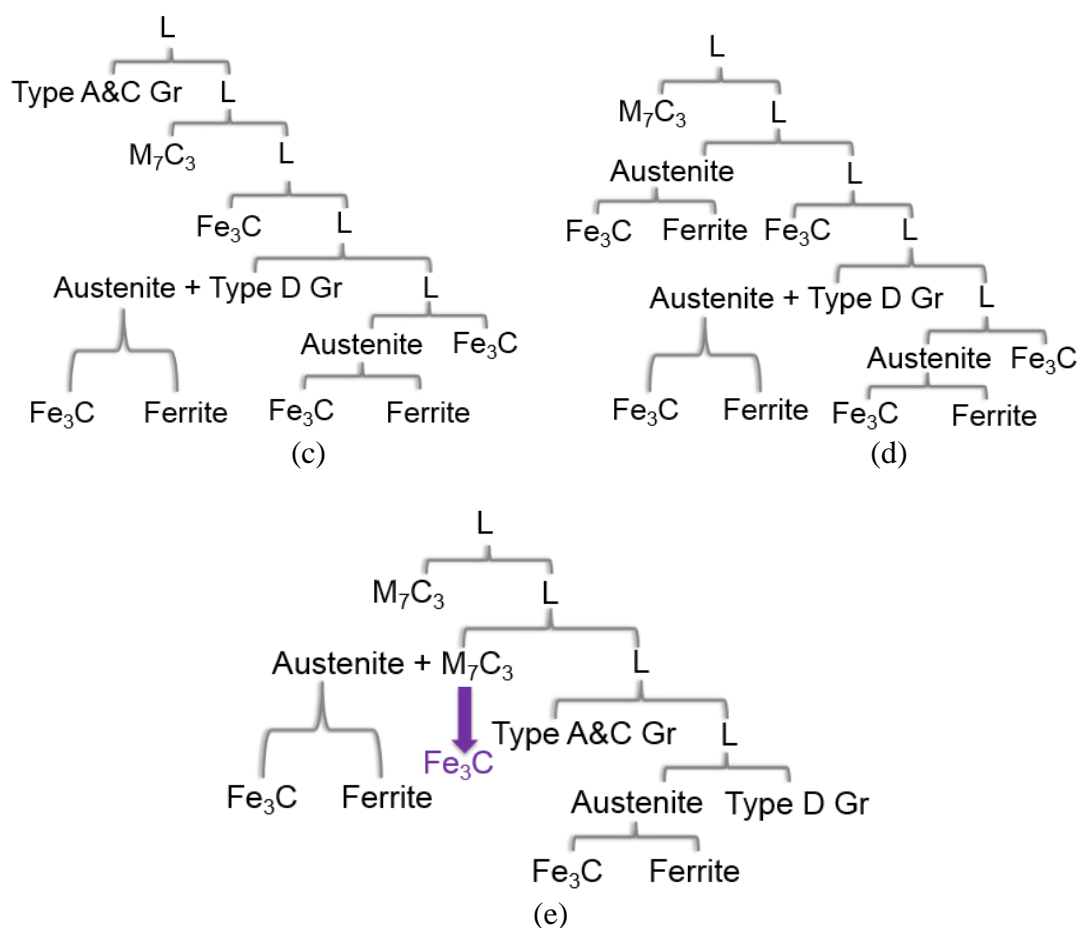 L
Type A&C Gr L
M₇C₃ L
Fe₃C L
Austenite + Type D Gr L
Austenite Fe₃C
Fe₃C Ferrite Fe₃C Ferrite
(c)
L
M₇C₃ L
Austenite L
Fe₃C Ferrite Fe₃C L
Austenite + Type D Gr L
Austenite Fe₃C
Fe₃C Ferrite Fe₃C Ferrite
(d)
L
M₇C₃ L
Austenite + M₇C₃ L
Type A&C Gr L
Fe₃C
Fe₃C Ferrite Austenite Type D Gr
Fe₃C Ferrite
(e)